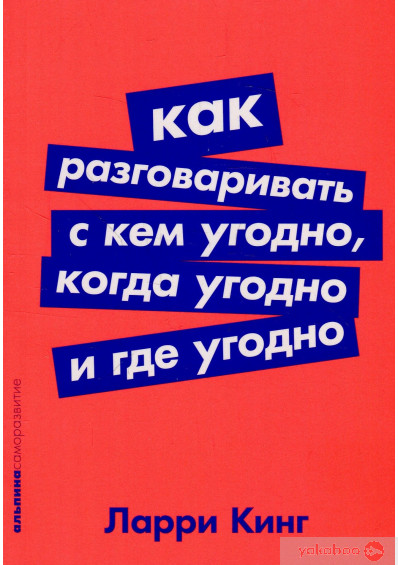 как
разговаривать
с кем угодно,
когда угодно
и где угодно
альпинасаморазвитие
Ларри Кинг
yakaboo